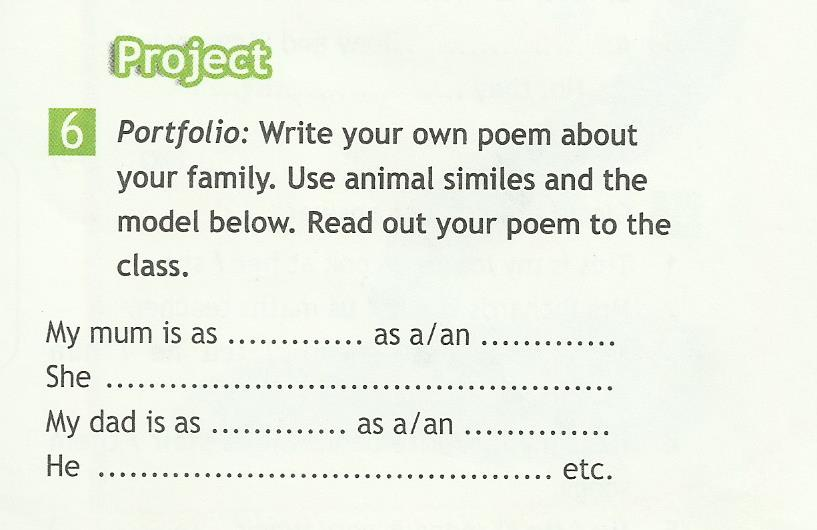 Project
6 Portfolio: Write your own poem about
your family. Use animal similes and the
model below. Read out your poem to the
class.
My mum is as ............. as a/an .............
She .................................................
My dad is as ............. as a/an ..............
He ............................................ etc.